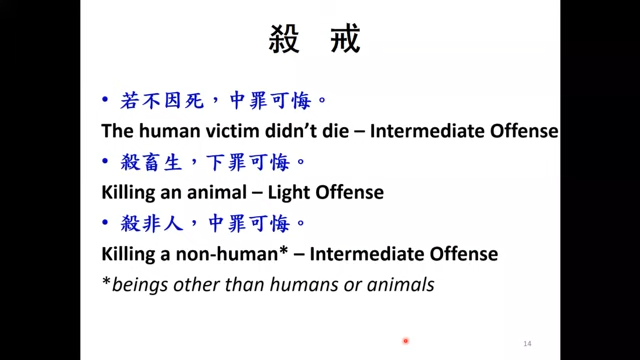 殺 戒
• 若不因死，中罪可悔。
The human victim didn't die – Intermediate Offense
• 殺畜生，下罪可悔。
Killing an animal – Light Offense
• 殺非人，中罪可悔。
Killing a non-human* – Intermediate Offense
*beings other than humans or animals
14